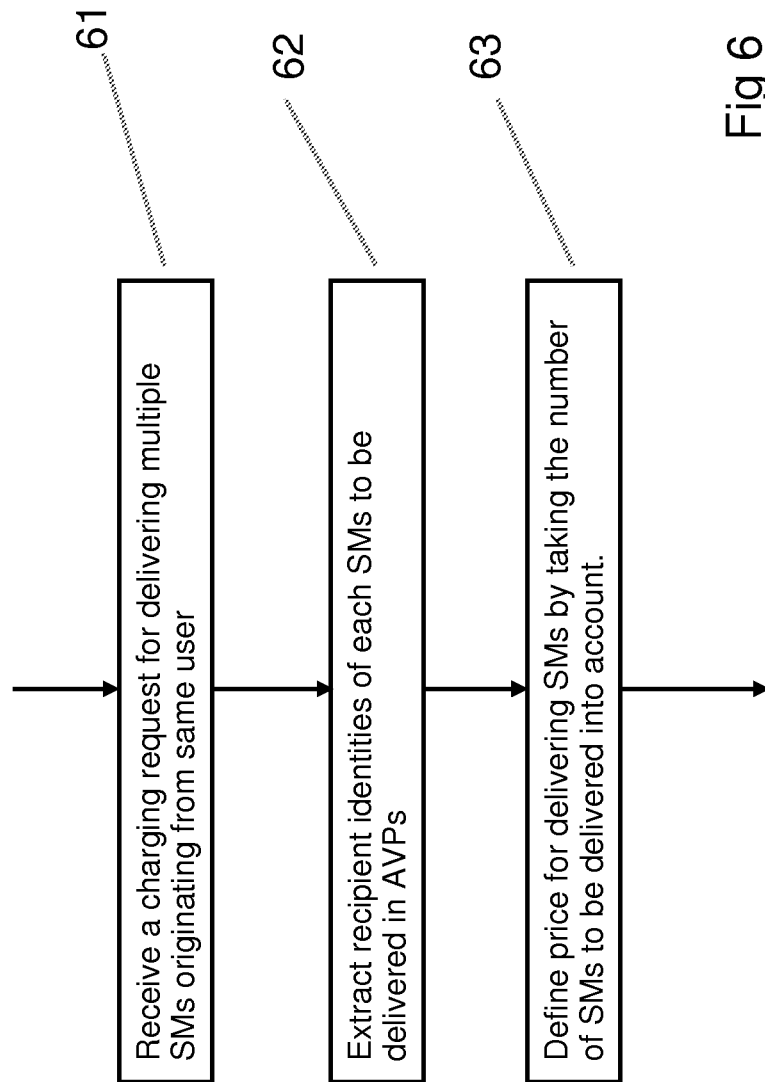 61
Receive a charging request for delivering multiple
SMs originating from same user
62
Extract recipient identities of each SMs to be
delivered in AVPs
63
Define price for delivering SMs by taking the number
of SMs to be delivered into account.
Fig 6